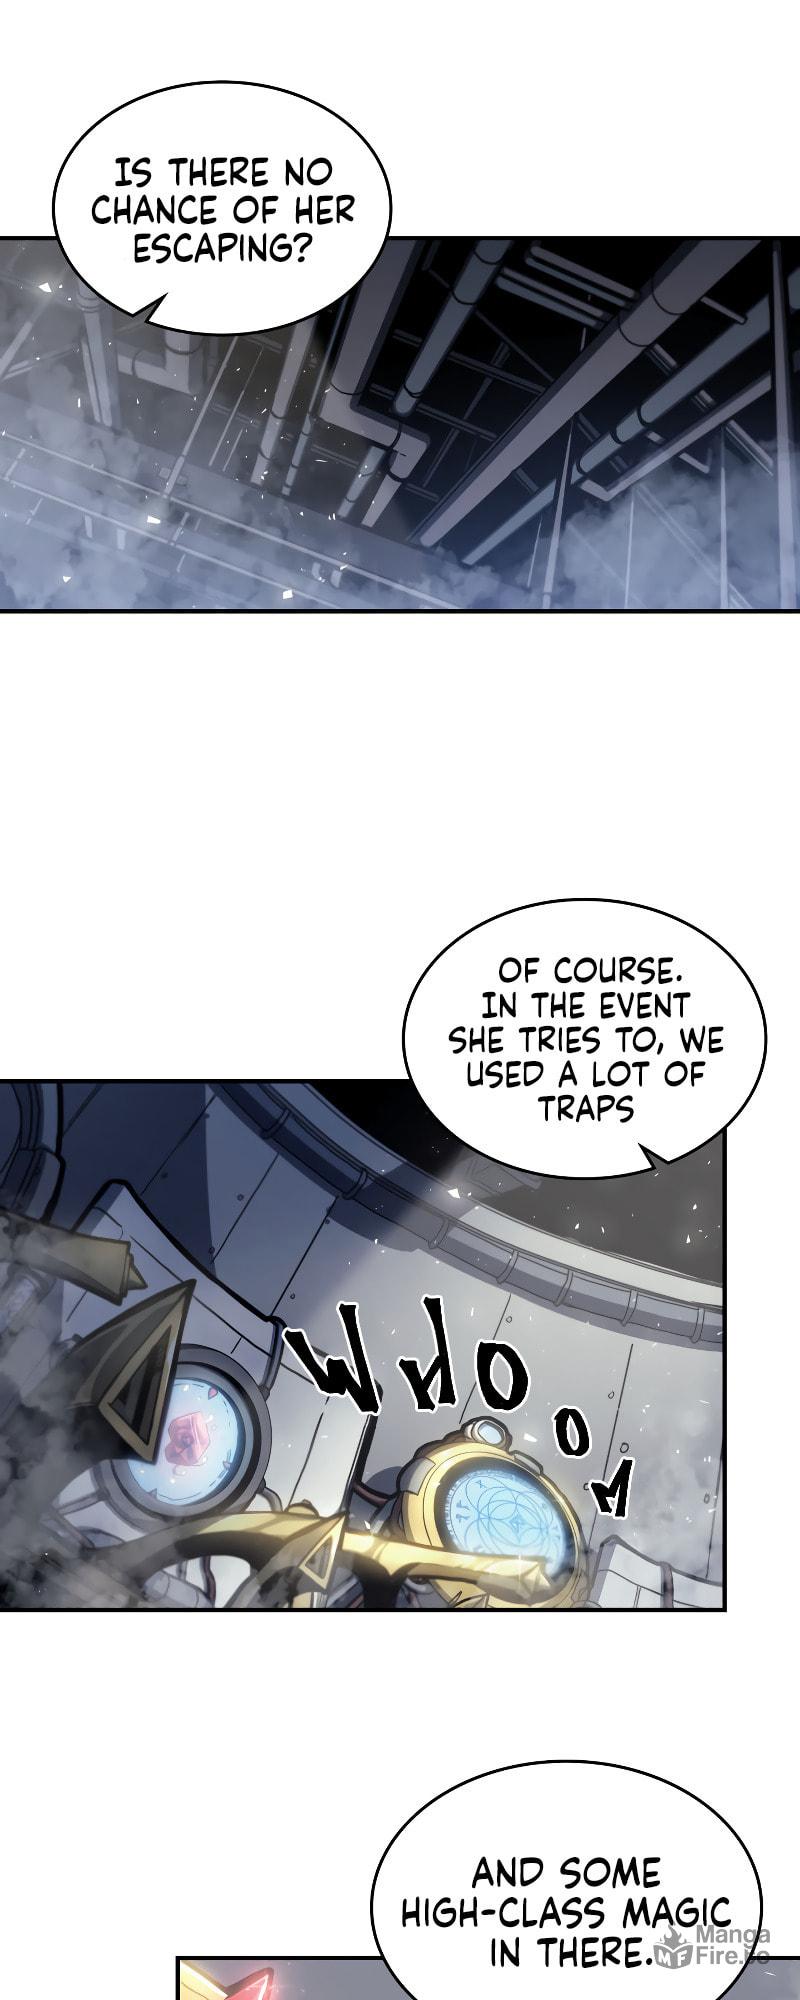 IS THERE NO
CHANCE OF HER
ESCAPING?
OF COURSE.
IN THE EVENT
SHE TRIES TO, WE
USED A LOT OF
TRAPS
WHOOM
AND SOME
HIGH-CLASS MAGIC
IN THERE.
Manga
MF Fire.to